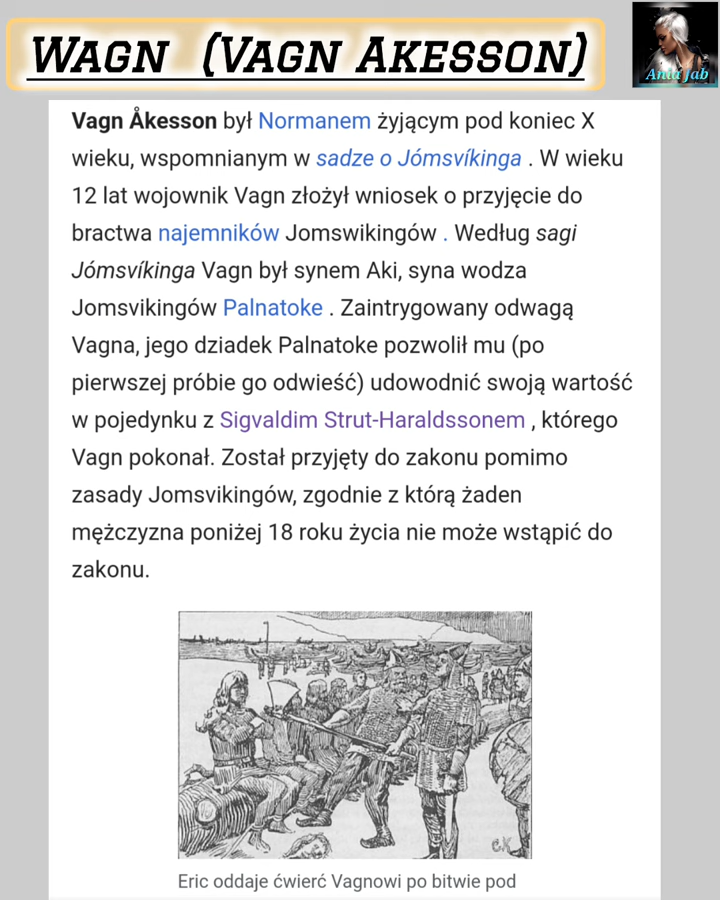 WAGN (VAGN AKESSON)
Vagn Åkesson był Normanem żyjącym pod koniec X
wieku, wspomnianym w sadze o Jómsvíkinga . W wieku
12 lat wojownik Vagn złożył wniosek o przyjęcie do
bractwa najemników Jomswikingów . Według sagi
Jómsvíkinga Vagn był synem Aki, syna wodza
Jomsvikingów Palnatoke . Zaintrygowany odwagą
Vagna, jego dziadek Palnatoke pozwolił mu (po
pierwszej próbie go odwieść) udowodnić swoją wartość
w pojedynku z Sigvaldim Strut-Haraldssonem , którego
Vagn pokonał. Został przyjęty do zakonu pomimo
zasady Jomsvikingów, zgodnie z którą żaden
mężczyzna poniżej 18 roku życia nie może wstąpić do
zakonu.
Eric oddaje ćwierć Vagnowi po bitwie pod